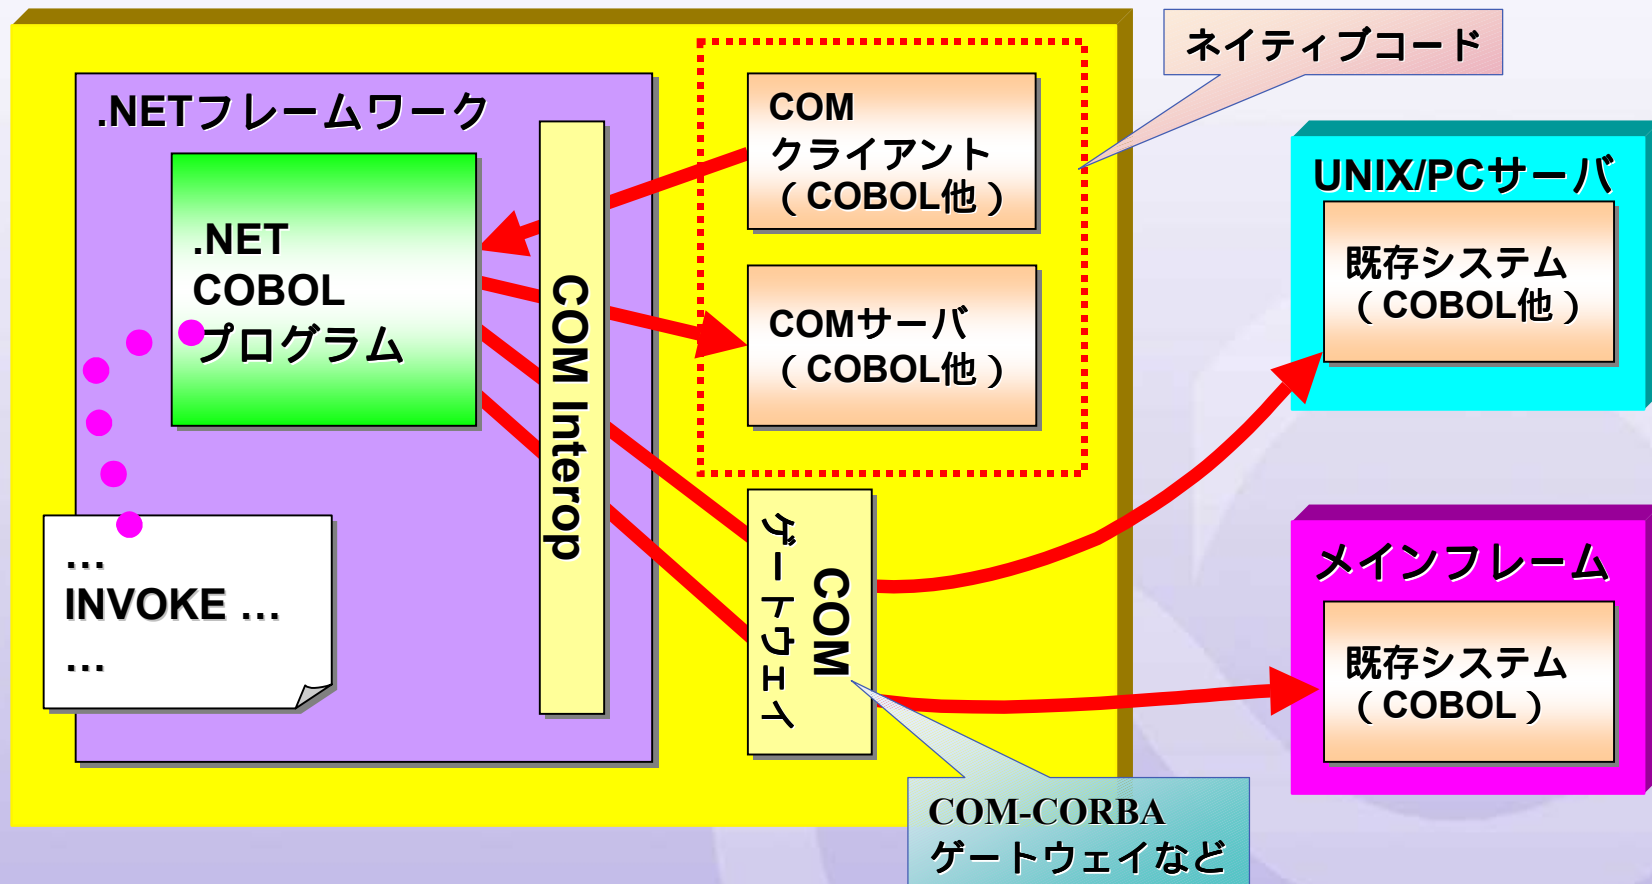 .NETフレームワーク
.NET
COBOL
プログラム
…
INVOKE …
…
COM Interop
COM
クライアント
（COBOL他）
COMサーバ
（COBOL他）
COM
ゲートウェイ
ネイティブコード
COM-CORBA
ゲートウェイなど
UNIX/PCサーバ
既存システム
（COBOL他）
メインフレーム
既存システム
（COBOL）